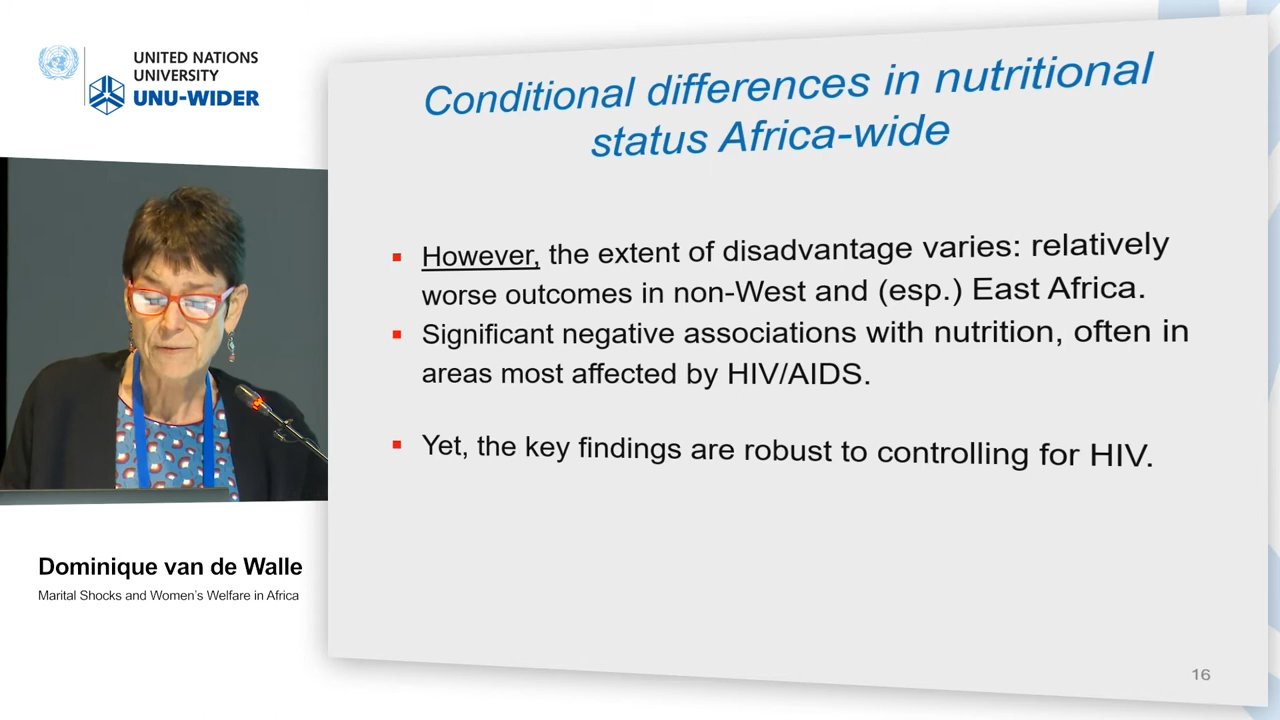 UNITED NATIONS
UNIVERSITY
UNU-WIDER
Conditional differences in nutritional
status Africa-wide
However, the extent of disadvantage varies: relatively
worse outcomes in non-West and (esp.) East Africa.
Significant negative associations with nutrition, often in
areas most affected by HIV/AIDS.
Yet, the key findings are robust to controlling for HIV.
Dominique van de Walle
Marital Shocks and Women's Welfare in Africa
16